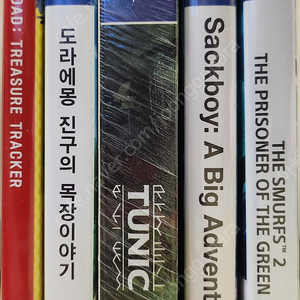 OAD: TREASURE TRACKER
도라에몽 진구의 목장이야기
TUNIC
Sackboy: A Big Advent
THE SMURFS™ 2
THE PRISONER OF THE GREEN